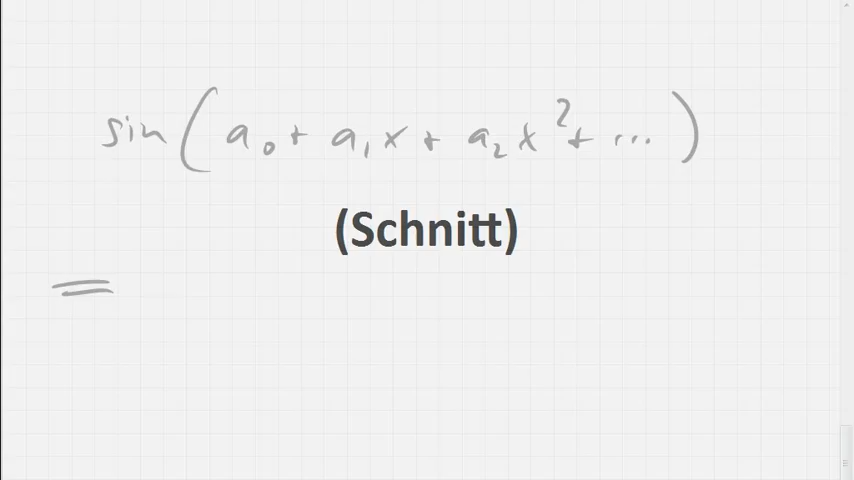 sin(a₀ + a₁x + a₂x² + ...)
(Schnitt)
=